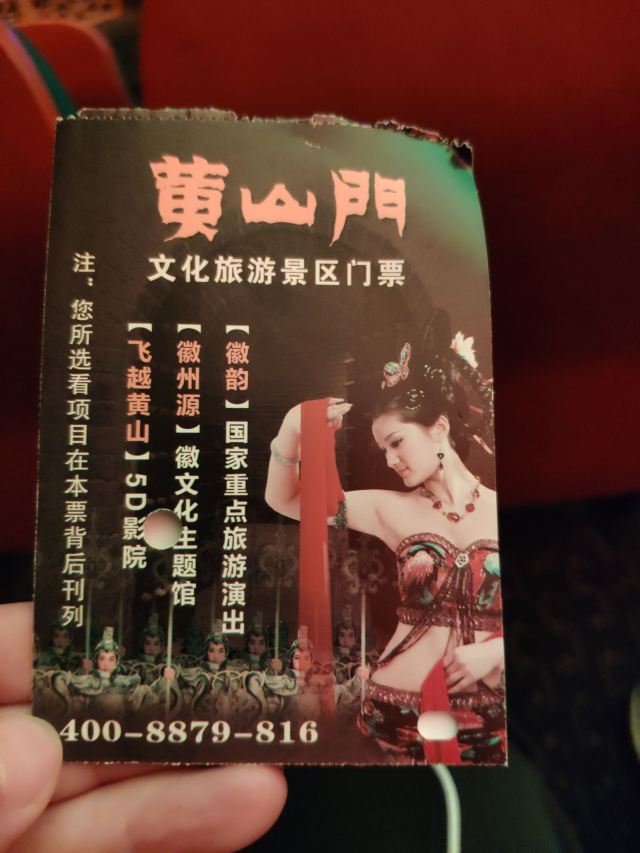 黄山門
文化旅游景区门票
【徽韵】国家重点旅游演出
【徽州源】徽文化主题馆
【飞越黄山】5D影院
注：您所选看项目在本票背后刊列
400-8879-816